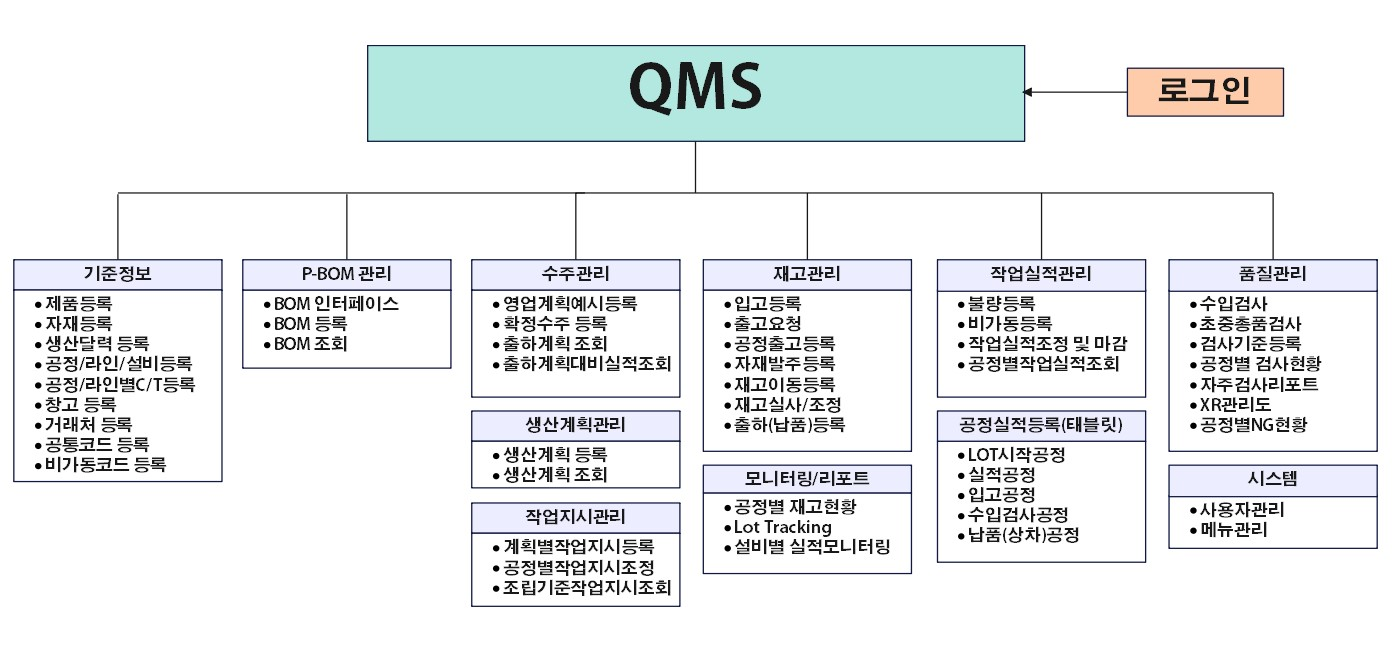 QMS
로그인
기준정보
• 제품등록
• 자재등록
• 생산달력 등록
• 공정/라인/설비등록
• 공정/라인별C/T등록
• 창고 등록
• 거래처 등록
• 공통코드 등록
• 비가동코드 등록
P-BOM 관리
• BOM 인터페이스
• BOM 등록
• BOM 조회
수주관리
• 영업계획예시등록
• 확정수주 등록
• 출하계획 조회
• 출하계획대비실적조회
생산계획관리
• 생산계획 등록
• 생산계획 조회
작업지시관리
• 계획별작업지시등록
• 공정별작업지시조정
• 조립기준작업지시조회
재고관리
• 입고등록
• 출고요청
• 공정출고등록
• 자재발주등록
• 재고이동등록
• 재고실사/조정
• 출하(납품)등록
모니터링/리포트
• 공정별 재고현황
• Lot Tracking
• 설비별 실적모니터링
작업실적관리
• 불량등록
• 비가동등록
• 작업실적조정 및 마감
• 공정별작업실적조회
공정실적등록(태블릿)
• LOT시작공정
• 실적공정
• 입고공정
• 수입검사공정
• 납품(상차)공정
품질관리
• 수입검사
• 초중총품검사
• 검사기준등록
• 공정별 검사현황
• 자주검사리포트
• XR관리도
• 공정별NG현황
시스템
• 사용자관리
• 메뉴관리